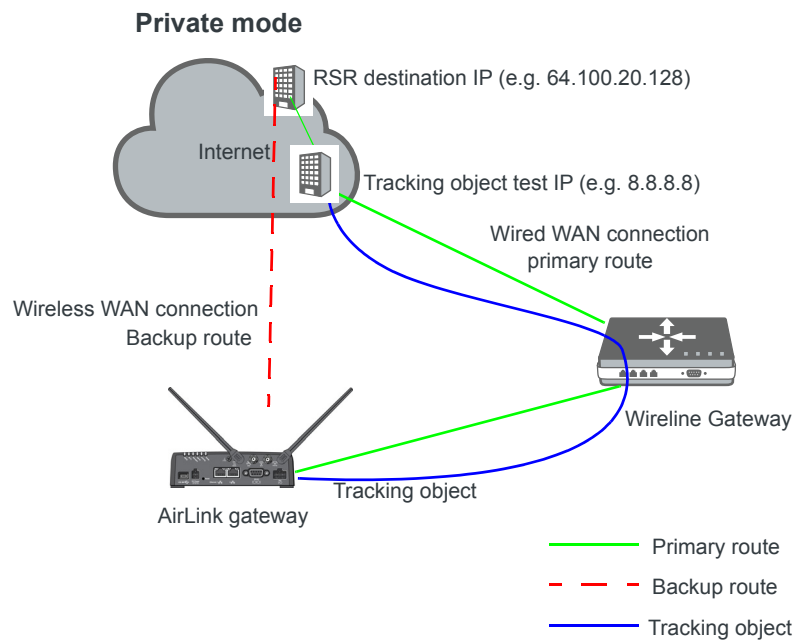 Private mode
RSR destination IP (e.g. 64.100.20.128)
Internet
Tracking object test IP (e.g. 8.8.8.8)
Wired WAN connection
primary route
Wireless WAN connection
Backup route
Wireline Gateway
Tracking object
AirLink gateway
Primary route
Backup route
Tracking object